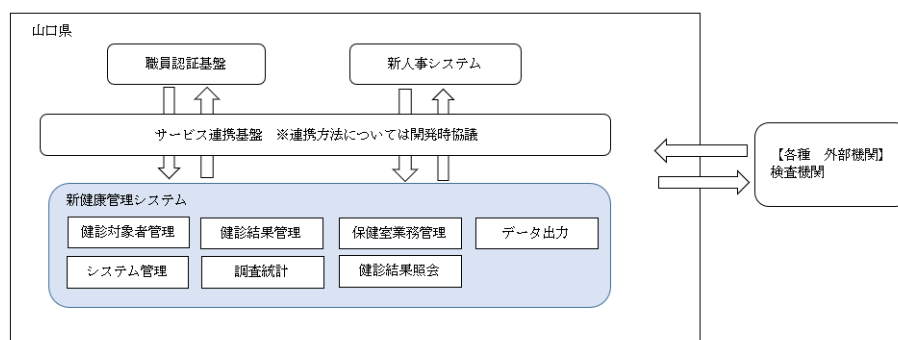 山口県
職員認証基盤
新人事システム
サービス連携基盤　※連携方法については開発時協議
【各種　外部機関】
検査機関
新健康管理システム
健診対象者管理
健診結果管理
保健室業務管理
データ出力
システム管理
調査統計
健診結果照会